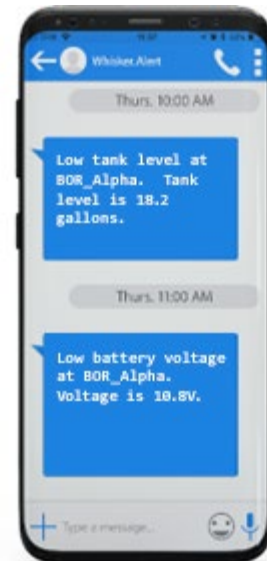 Whisker.Alert
Thurs. 10:00 AM
Low tank level at
BOR_Alpha. Tank
level is 18.2
gallons.
Thurs. 11:00 AM
Low battery voltage
at BOR_Alpha.
Voltage is 10.8V.
Type a message...